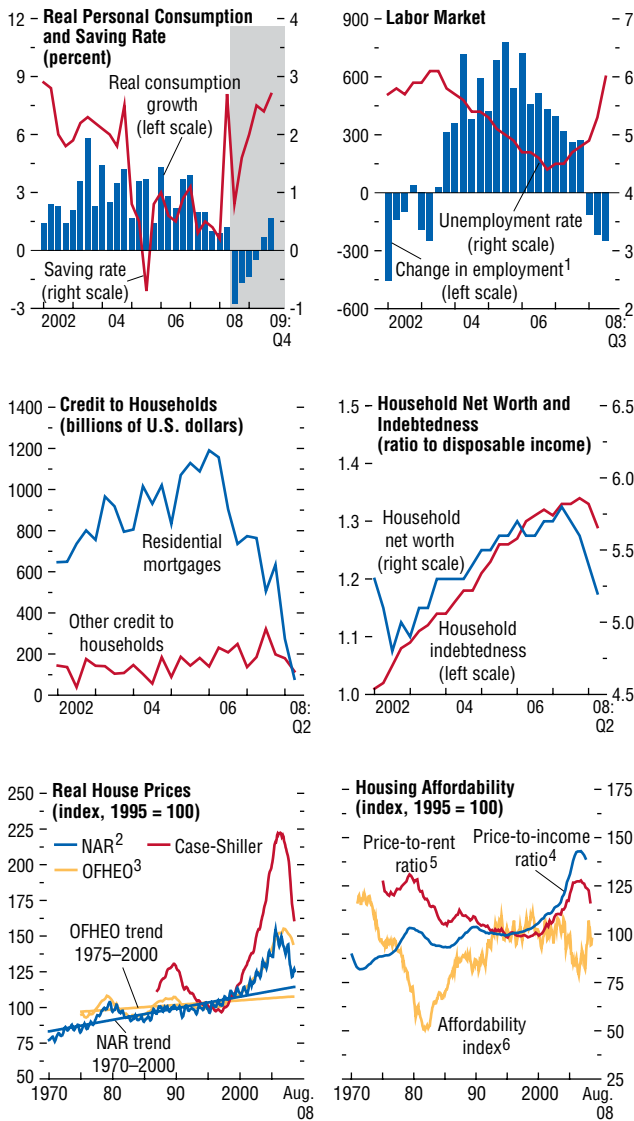 Real Personal Consumption
and Saving Rate
(percent)
12
9
6
3
0
-3
4
3
2
1
0
-1
Real consumption
growth
(left scale)
Saving rate
(right scale)
2002 04 06 08 09:
Q4
Labor Market
900
600
300
0
-300
-600
7
6
5
4
3
2
Unemployment rate
(right scale)
Change in employment1
(left scale)
2002 04 06 08:
Q3
Credit to Households
(billions of U.S. dollars)
1400
1200
1000
800
600
400
200
0
Residential
mortgages
Other credit to
households
2002 04 06 08:
Q2
Household Net Worth and
Indebtedness
(ratio to disposable income)
1.5
1.4
1.3
1.2
1.1
1.0
6.5
6.0
5.5
5.0
4.5
Household
net worth
(right scale)
Household
indebtedness
(left scale)
2002 04 06 08:
Q2
Real House Prices
(index, 1995 = 100)
250
225
200
175
150
125
100
75
50
NAR2 Case-Shiller
OFHEO3
OFHEO trend
1975–2000
NAR trend
1970–2000
1970 80 90 2000 Aug.
08
Housing Affordability
(index, 1995 = 100)
175
150
125
100
75
50
25
Price-to-rent
ratio5
Price-to-income
ratio4
Affordability
index6
1970 80 90 2000 Aug.
08